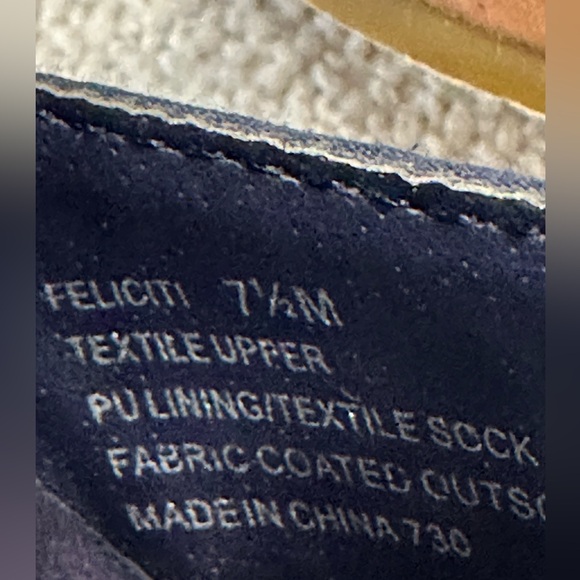 FELICITI 7½M
TEXTILE UPPER
PU LINING/TEXTILE SOCK
FABRIC-COATED OUTSO
MADE IN CHINA 730